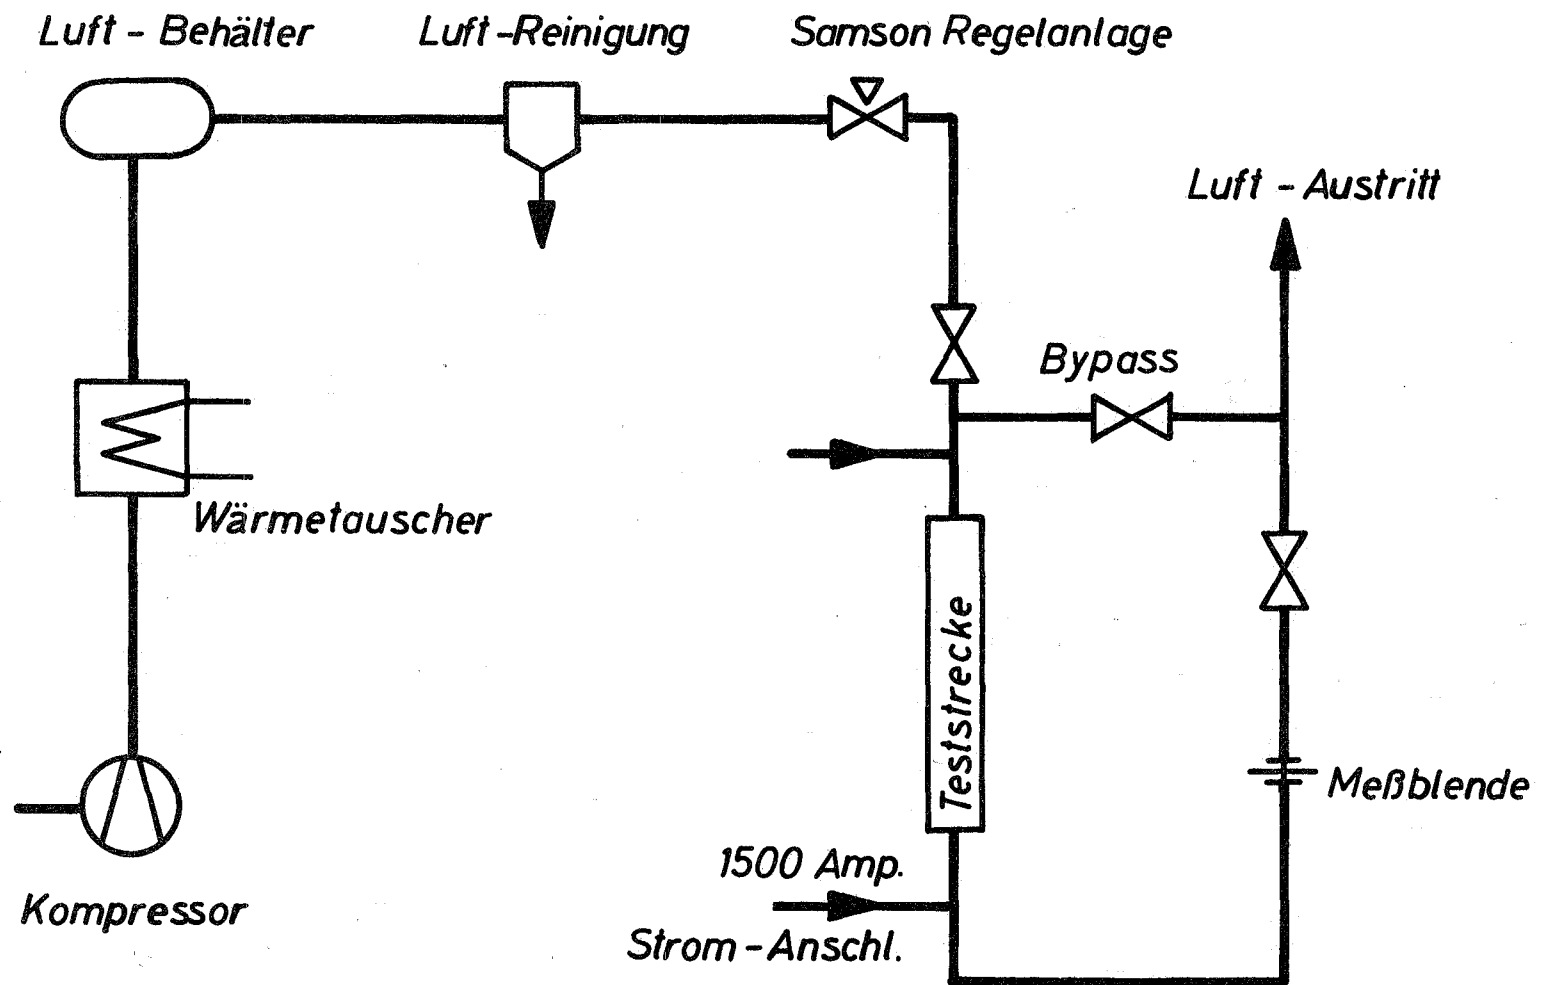 Luft - Behälter
Luft - Reinigung
Samson Regelanlage
Luft - Austritt
Bypass
Wärmetauscher
Teststrecke
Meßblende
1500 Amp.
Kompressor
Strom - Anschl.